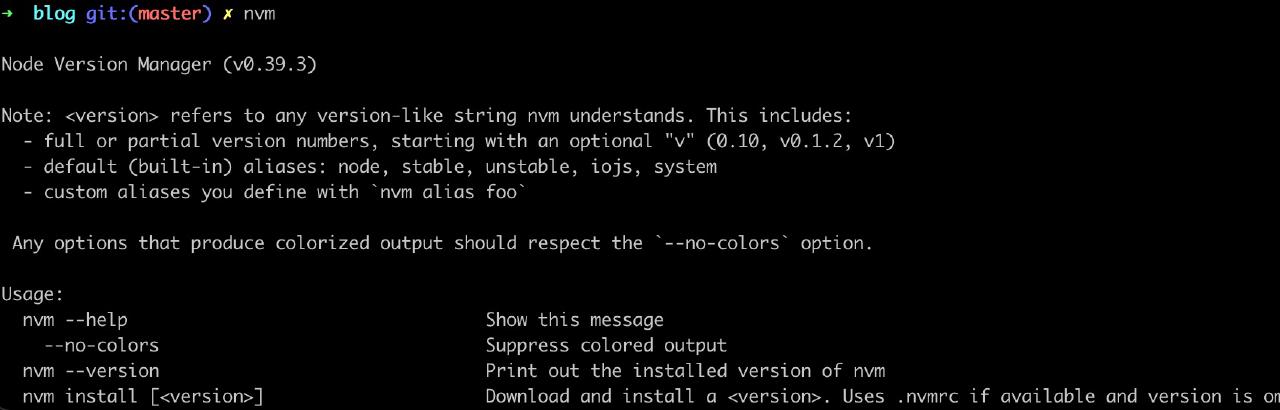 ➜  blog git:(master) ✗ nvm
Node Version Manager (v0.39.3)
Note: <version> refers to any version-like string nvm understands. This includes:
  - full or partial version numbers, starting with an optional "v" (0.10, v0.1.2, v1)
  - default (built-in) aliases: node, stable, unstable, iojs, system
  - custom aliases you define with `nvm alias foo`
 Any options that produce colorized output should respect the `--no-colors` option.
Usage:
  nvm --help                                  Show this message
    --no-colors                               Suppress colored output
  nvm --version                               Print out the installed version of nvm
  nvm install [<version>]                     Download and install a <version>. Uses .nvmrc if available and version is